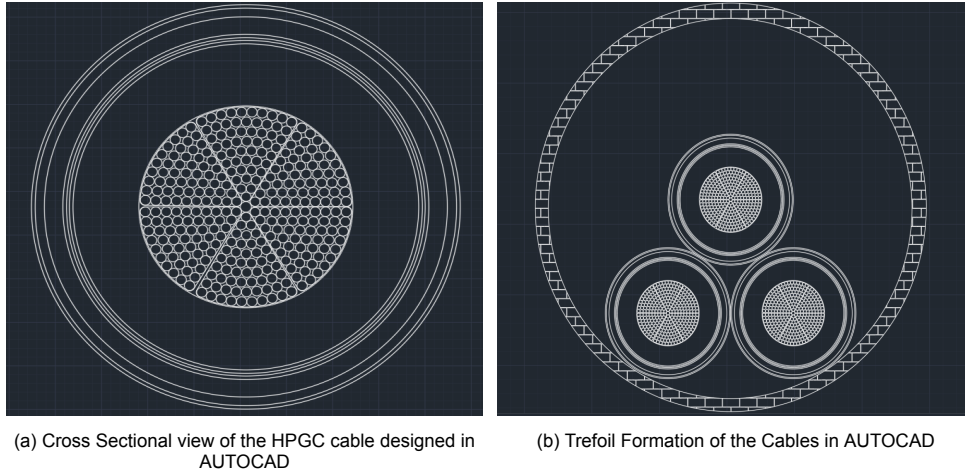 (a) Cross Sectional view of the HPGC cable designed in
AUTOCAD
(b) Trefoil Formation of the Cables in AUTOCAD